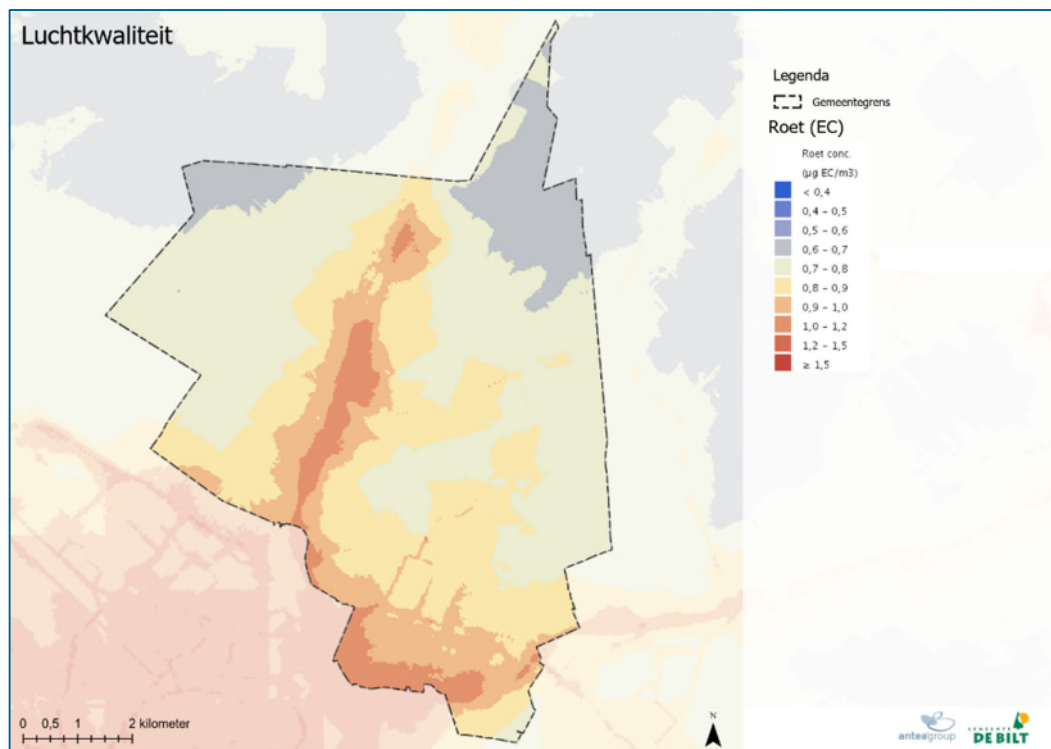 Luchtkwaliteit
Legenda
Gemeentegrens
Roet (EC)
Roet conc.
(µg EC/m3)
< 0,4
0,4 – 0,5
0,5 – 0,6
0,6 – 0,7
0,7 – 0,8
0,8 – 0,9
0,9 – 1,0
1,0 – 1,2
1,2 – 1,5
≥ 1,5
0 0,5 1 2 kilometer
N
anteagroup
GEMEENTE
DE BILT